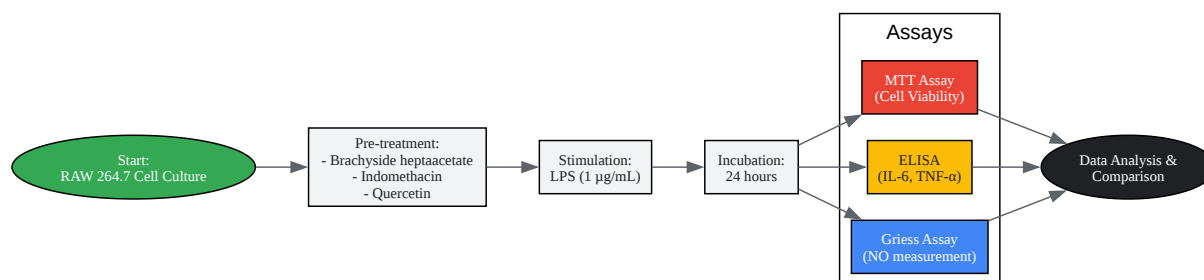 Start:
RAW 264.7 Cell Culture
Pre-treatment:
- Brachyside heptaacetate
- Indomethacin
- Quercetin
Stimulation:
LPS (1 µg/mL)
Incubation:
24 hours
Assays
MTT Assay
(Cell Viability)
ELISA
(IL-6, TNF-α)
Griess Assay
(NO measurement)
Data Analysis &
Comparison